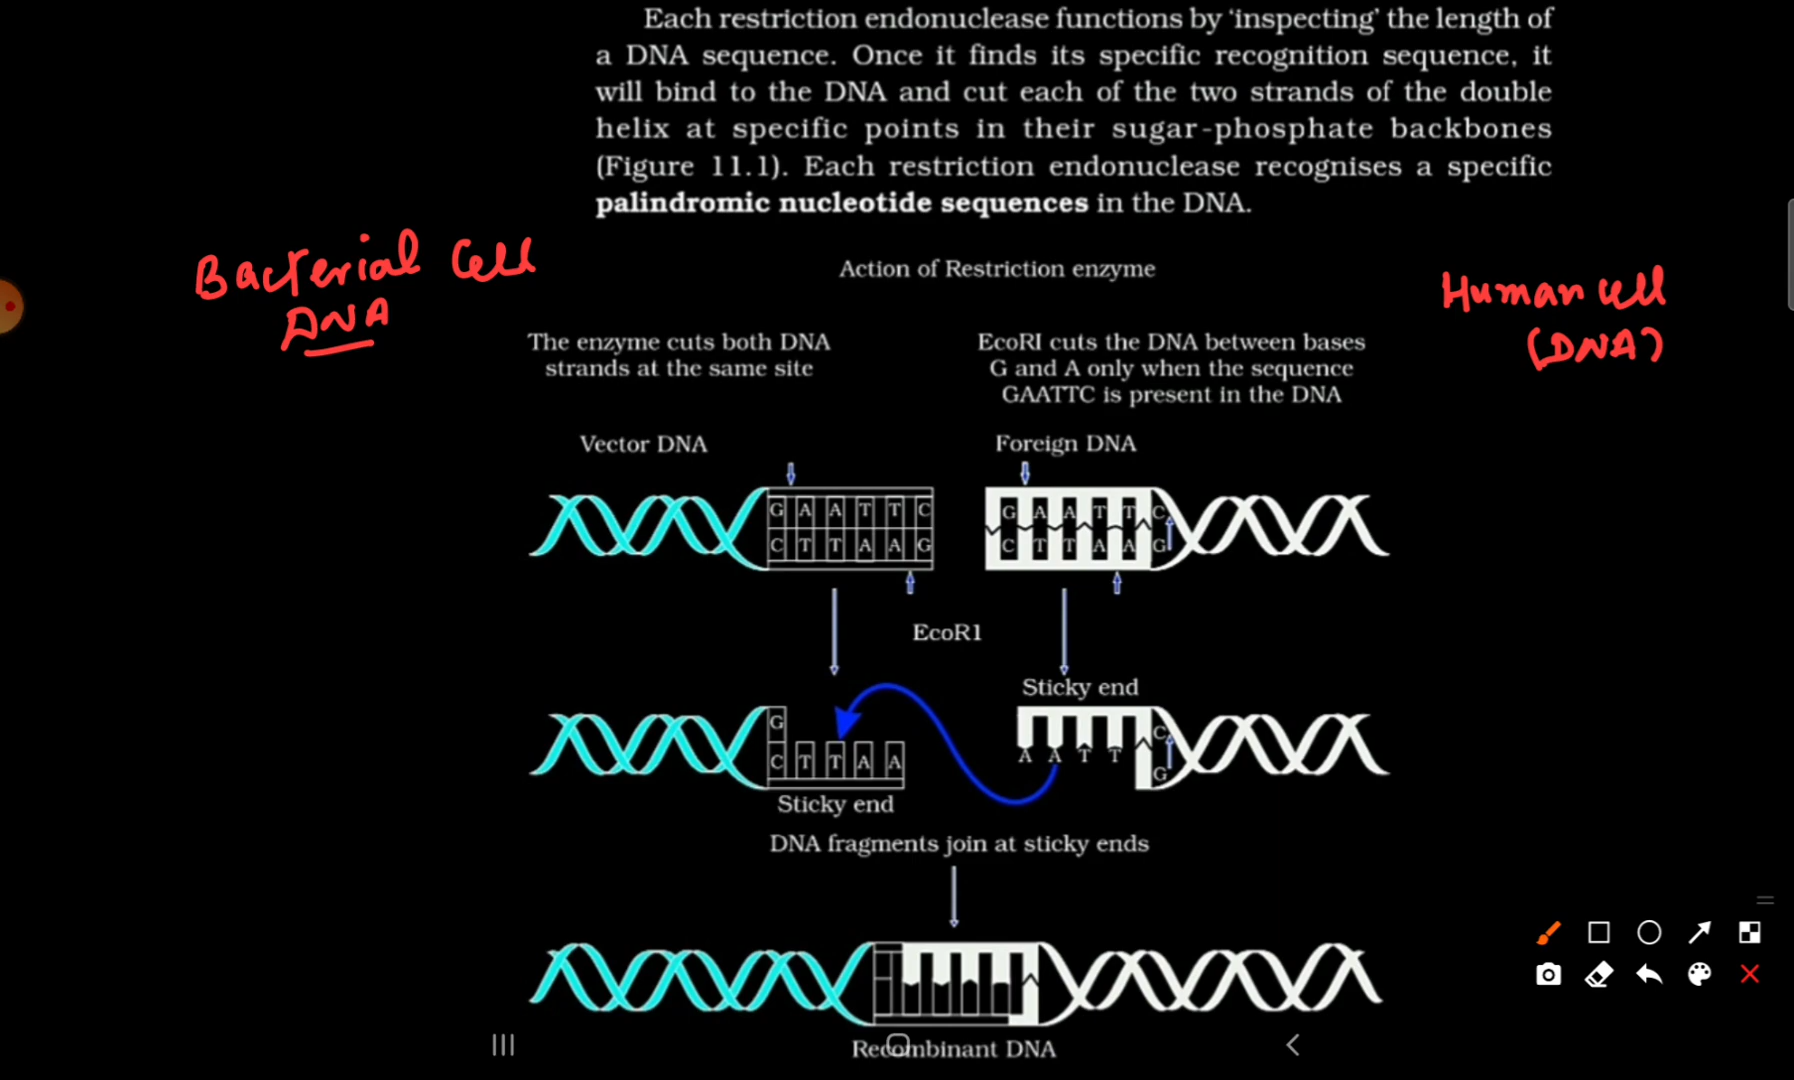 Each restriction endonuclease functions by ‘inspecting’ the length of
a DNA sequence. Once it finds its specific recognition sequence, it
will bind to the DNA and cut each of the two strands of the double
helix at specific points in their sugar-phosphate backbones
(Figure 11.1). Each restriction endonuclease recognises a specific
palindromic nucleotide sequences in the DNA.
Bacterial Cell
DNA
Action of Restriction enzyme
Human cell
(DNA)
The enzyme cuts both DNA
strands at the same site
EcoRI cuts the DNA between bases
G and A only when the sequence
GAATTC is present in the DNA
Vector DNA
Foreign DNA
G A A T T C
C T T A A G
G A A T T C
C T T A A G
EcoR1
Sticky end
G
C T T A A
Sticky end
C
A A T T
G
DNA fragments join at sticky ends
Recombinant DNA